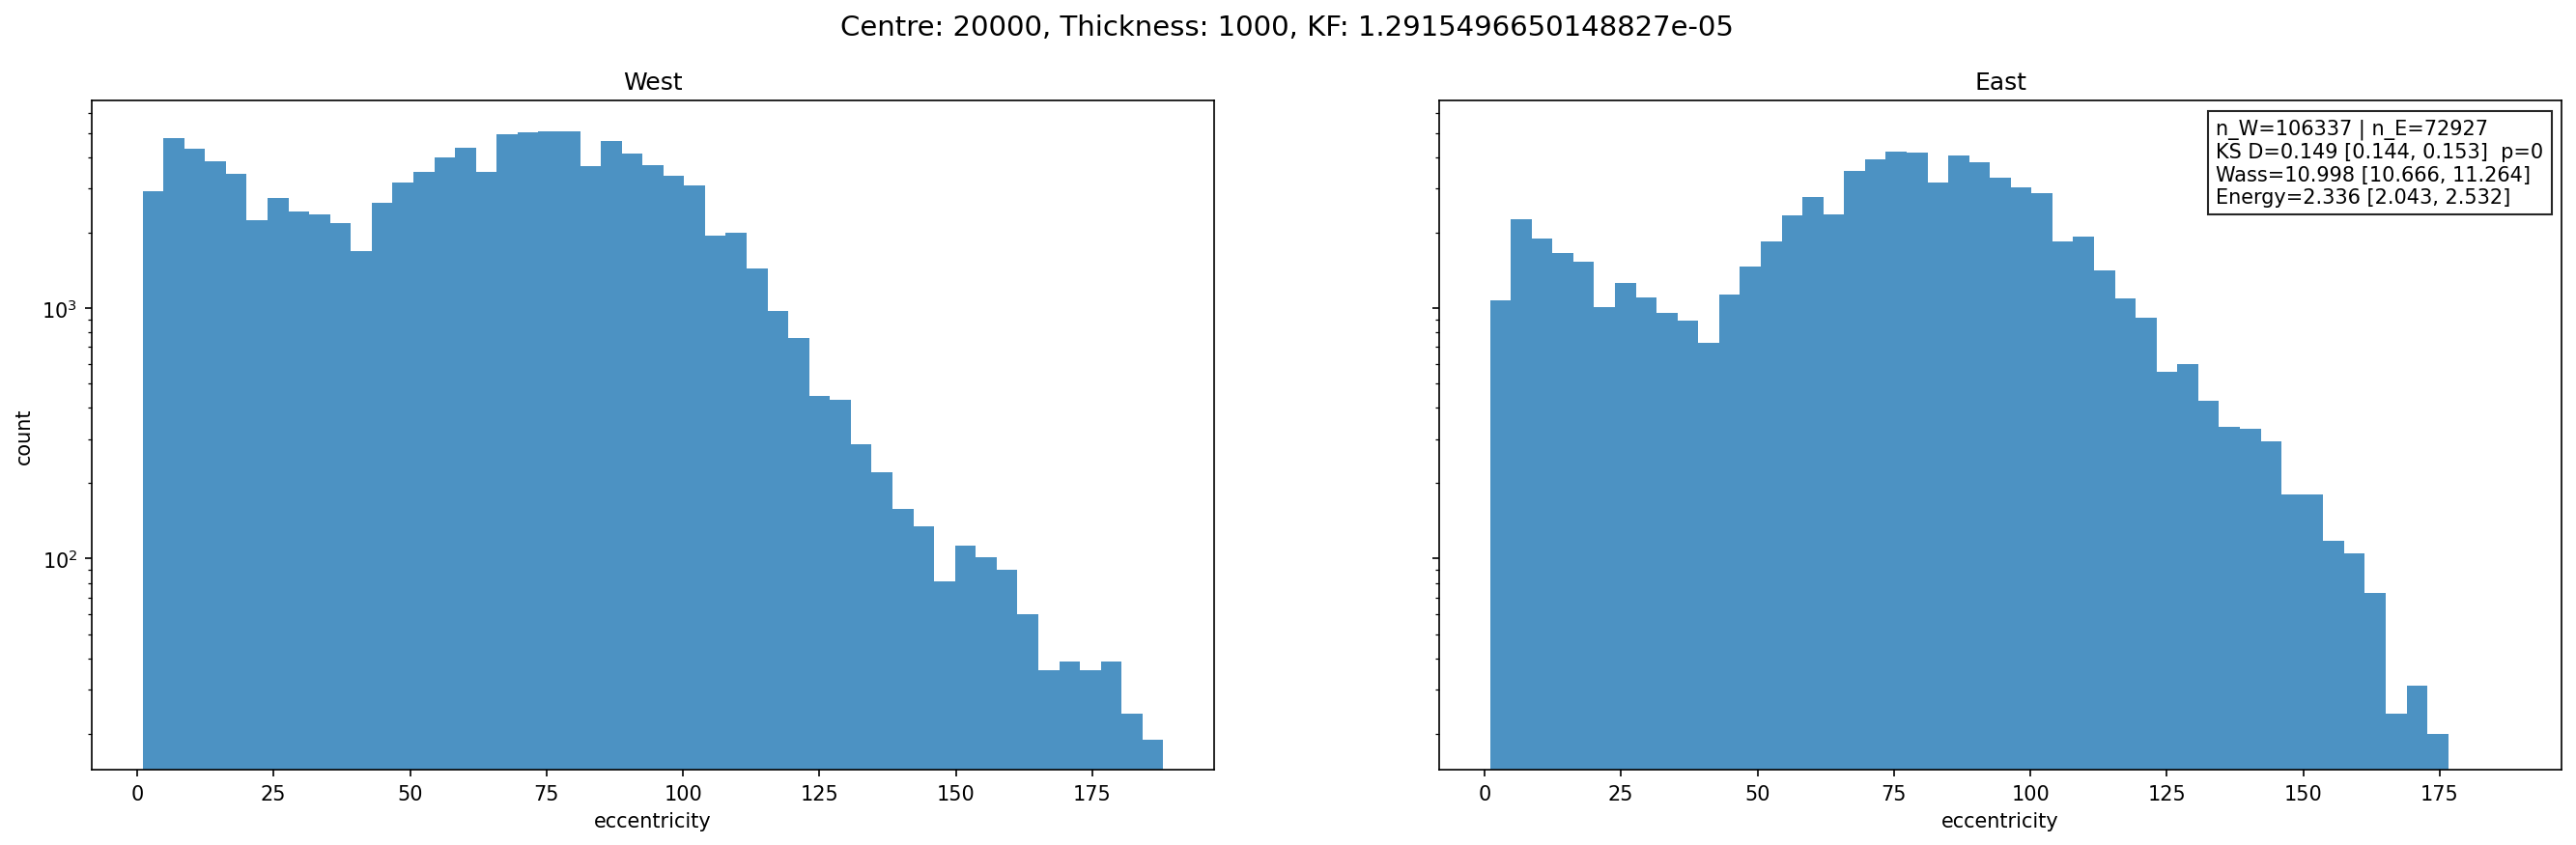 Centre: 20000, Thickness: 1000, KF: 1.2915496650148827e-05
West
East
n_W=106337 | n_E=72927
KS D=0.149 [0.144, 0.153]  p=0
Wass=10.998 [10.666, 11.264]
Energy=2.336 [2.043, 2.532]
10³
10²
count
0 25 50 75 100 125 150 175
0 25 50 75 100 125 150 175
eccentricity
eccentricity